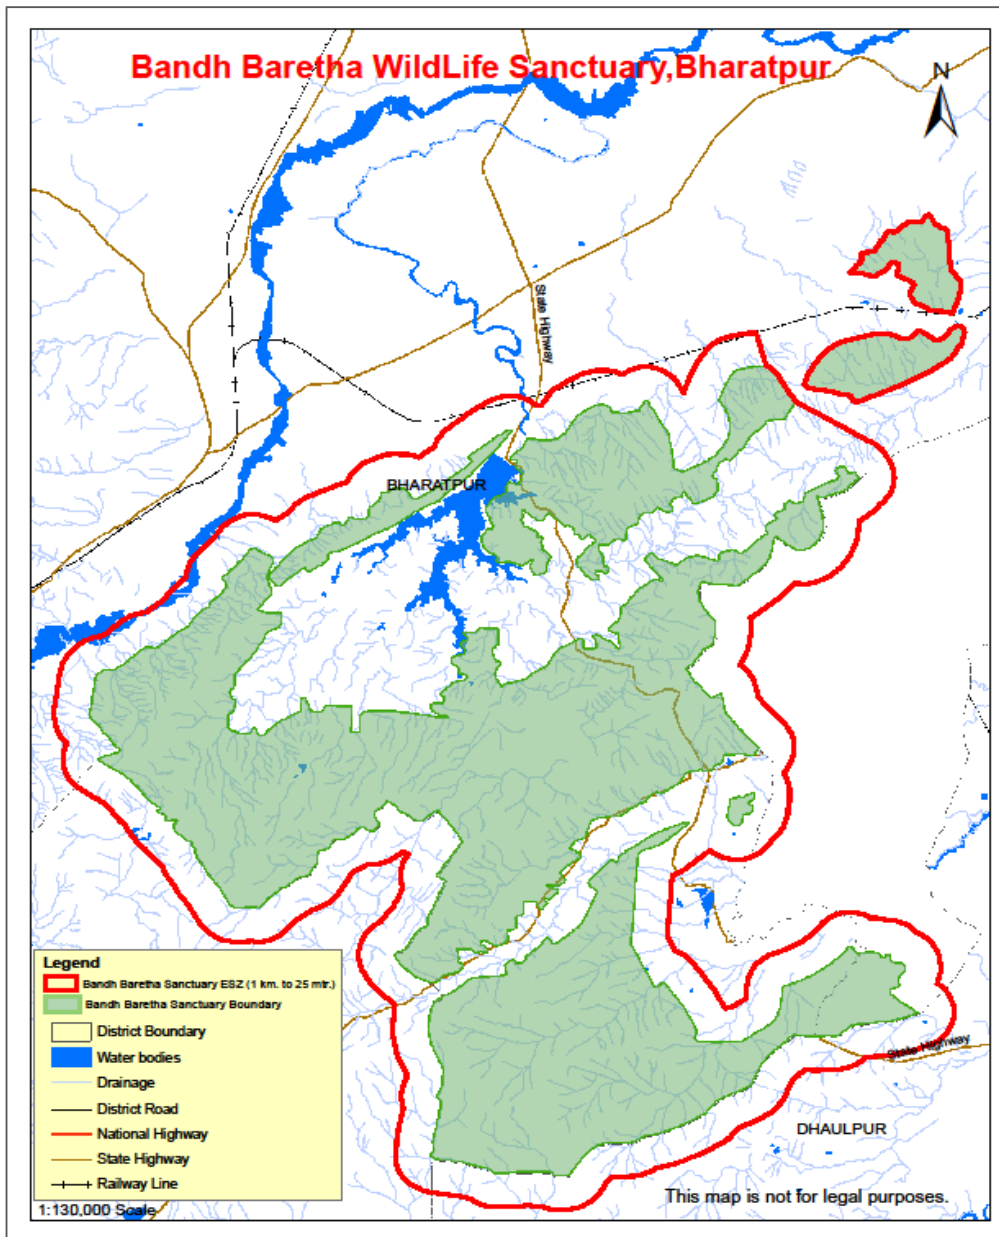 Bandh Baretha WildLife Sanctuary,Bharatpur
N
State Highway
BHARATPUR
Legend
Bandh Baretha Sanctuary ESZ (1 km. to 25 mtr.)
Bandh Baretha Sanctuary Boundary
District Boundary
Water bodies
Drainage
District Road
National Highway
State Highway
Railway Line
1:130,000 Scale
State Highway
DHAULPUR
This map is not for legal purposes.